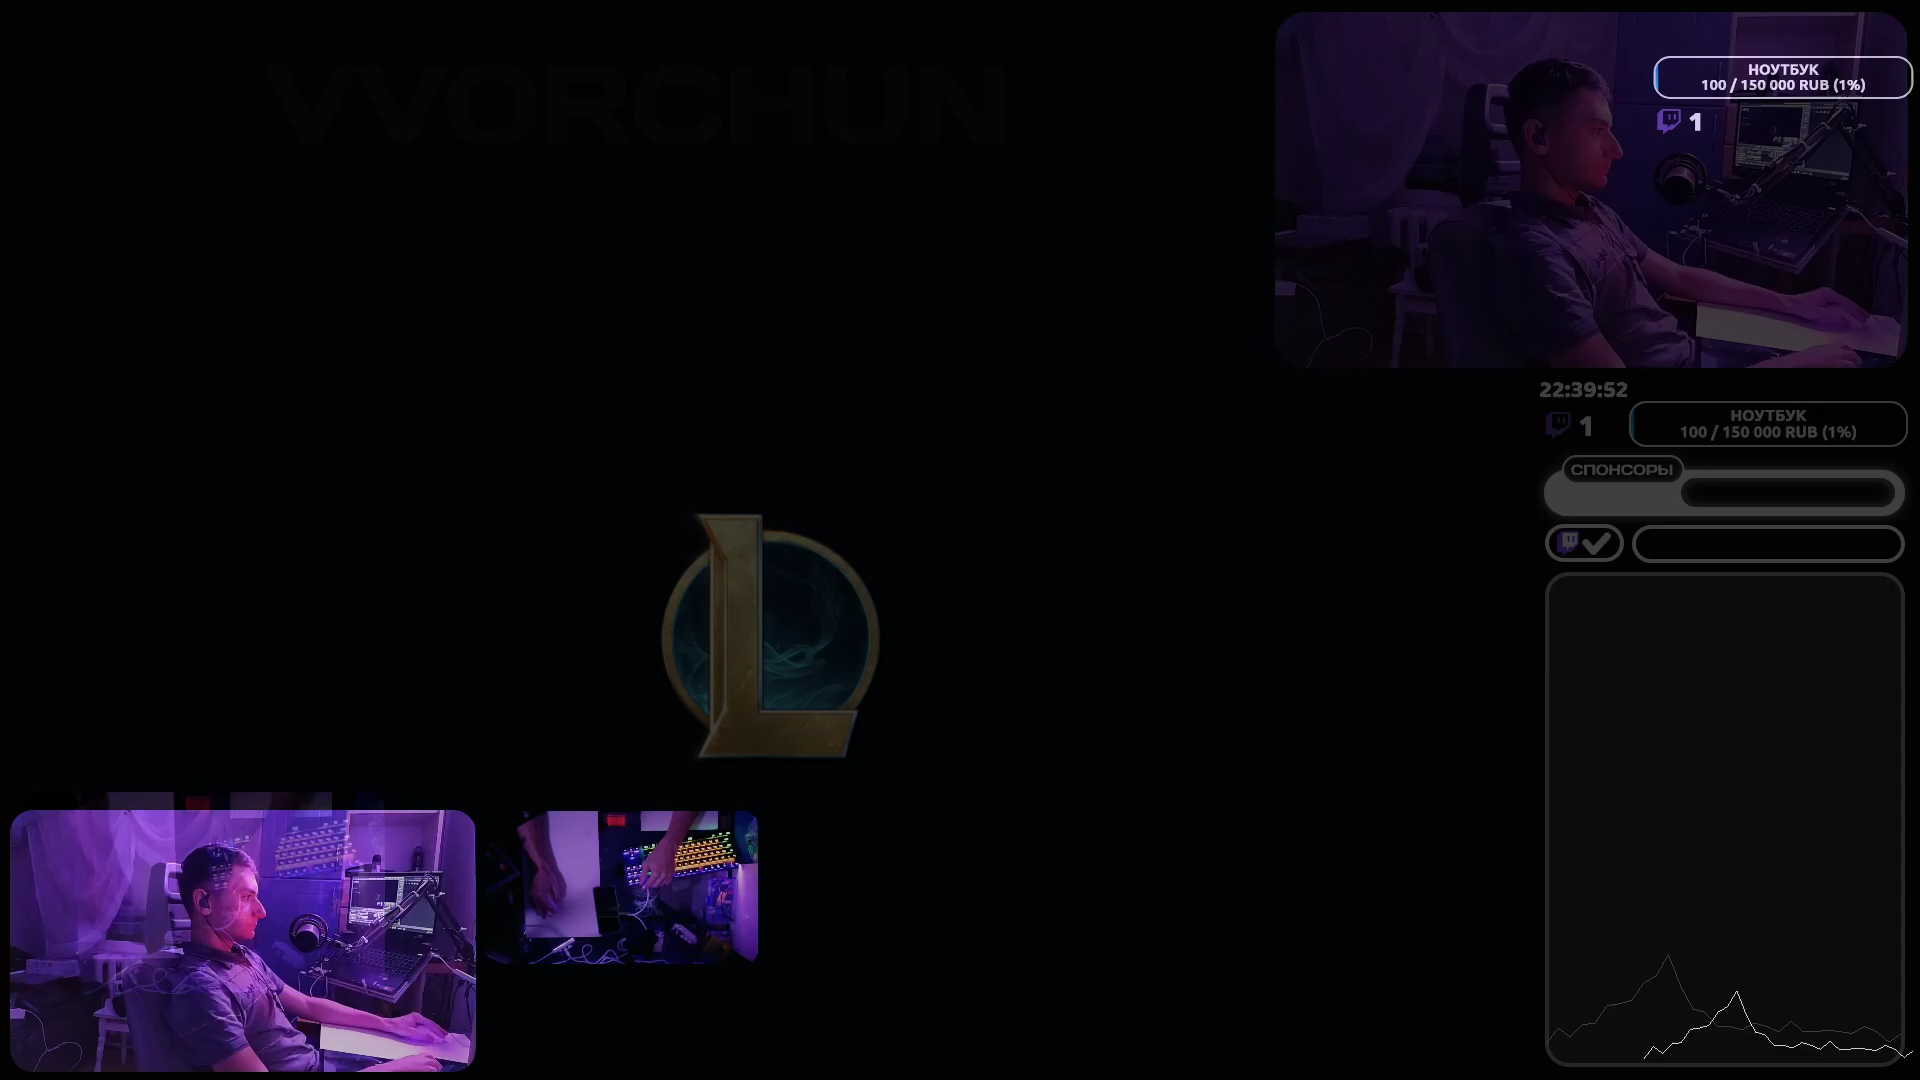 VVORCHUN
НОУТБУК
100 / 150 000 RUB (1%)
1
22:39:52
1
НОУТБУК
100 / 150 000 RUB (1%)
СПОНСОРЫ